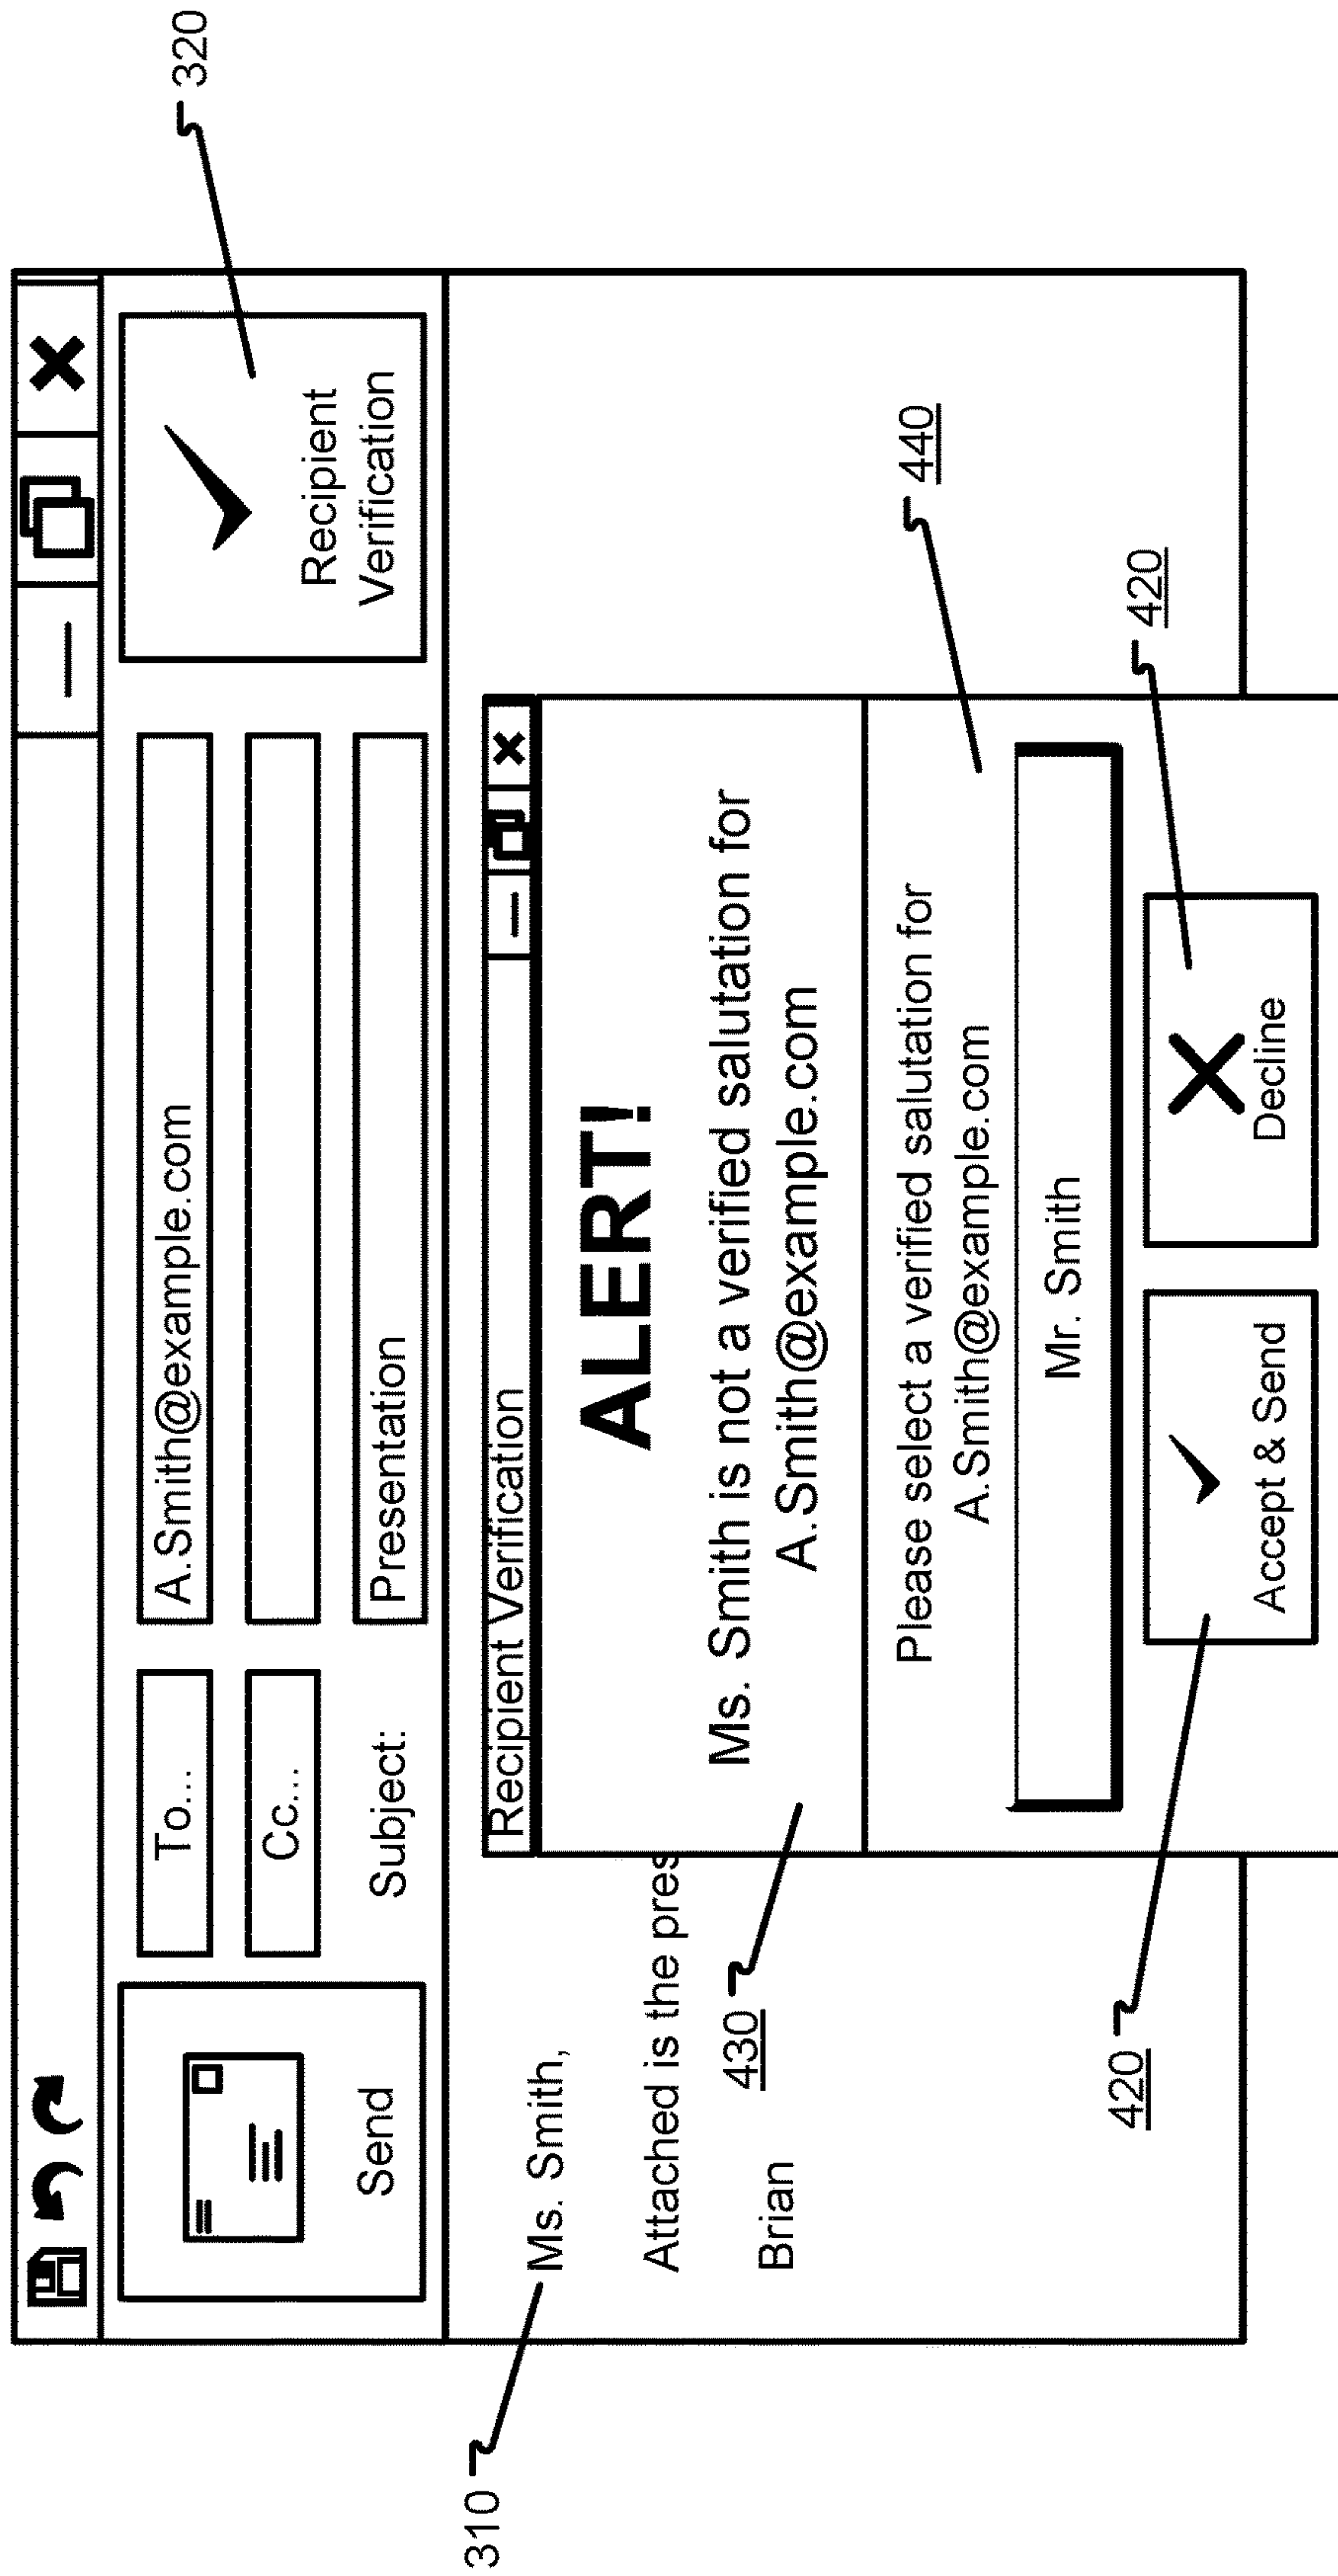 320
To...
A.Smith@example.com
Cc...
Subject:
Presentation
Send
Recipient
Verification
310
Ms. Smith,
Attached is the pres
Brian
Recipient Verification
ALERT!
Ms. Smith is not a verified salutation for
A.Smith@example.com
430
440
Please select a verified salutation for
A.Smith@example.com
Mr. Smith
420
420
Accept & Send
Decline